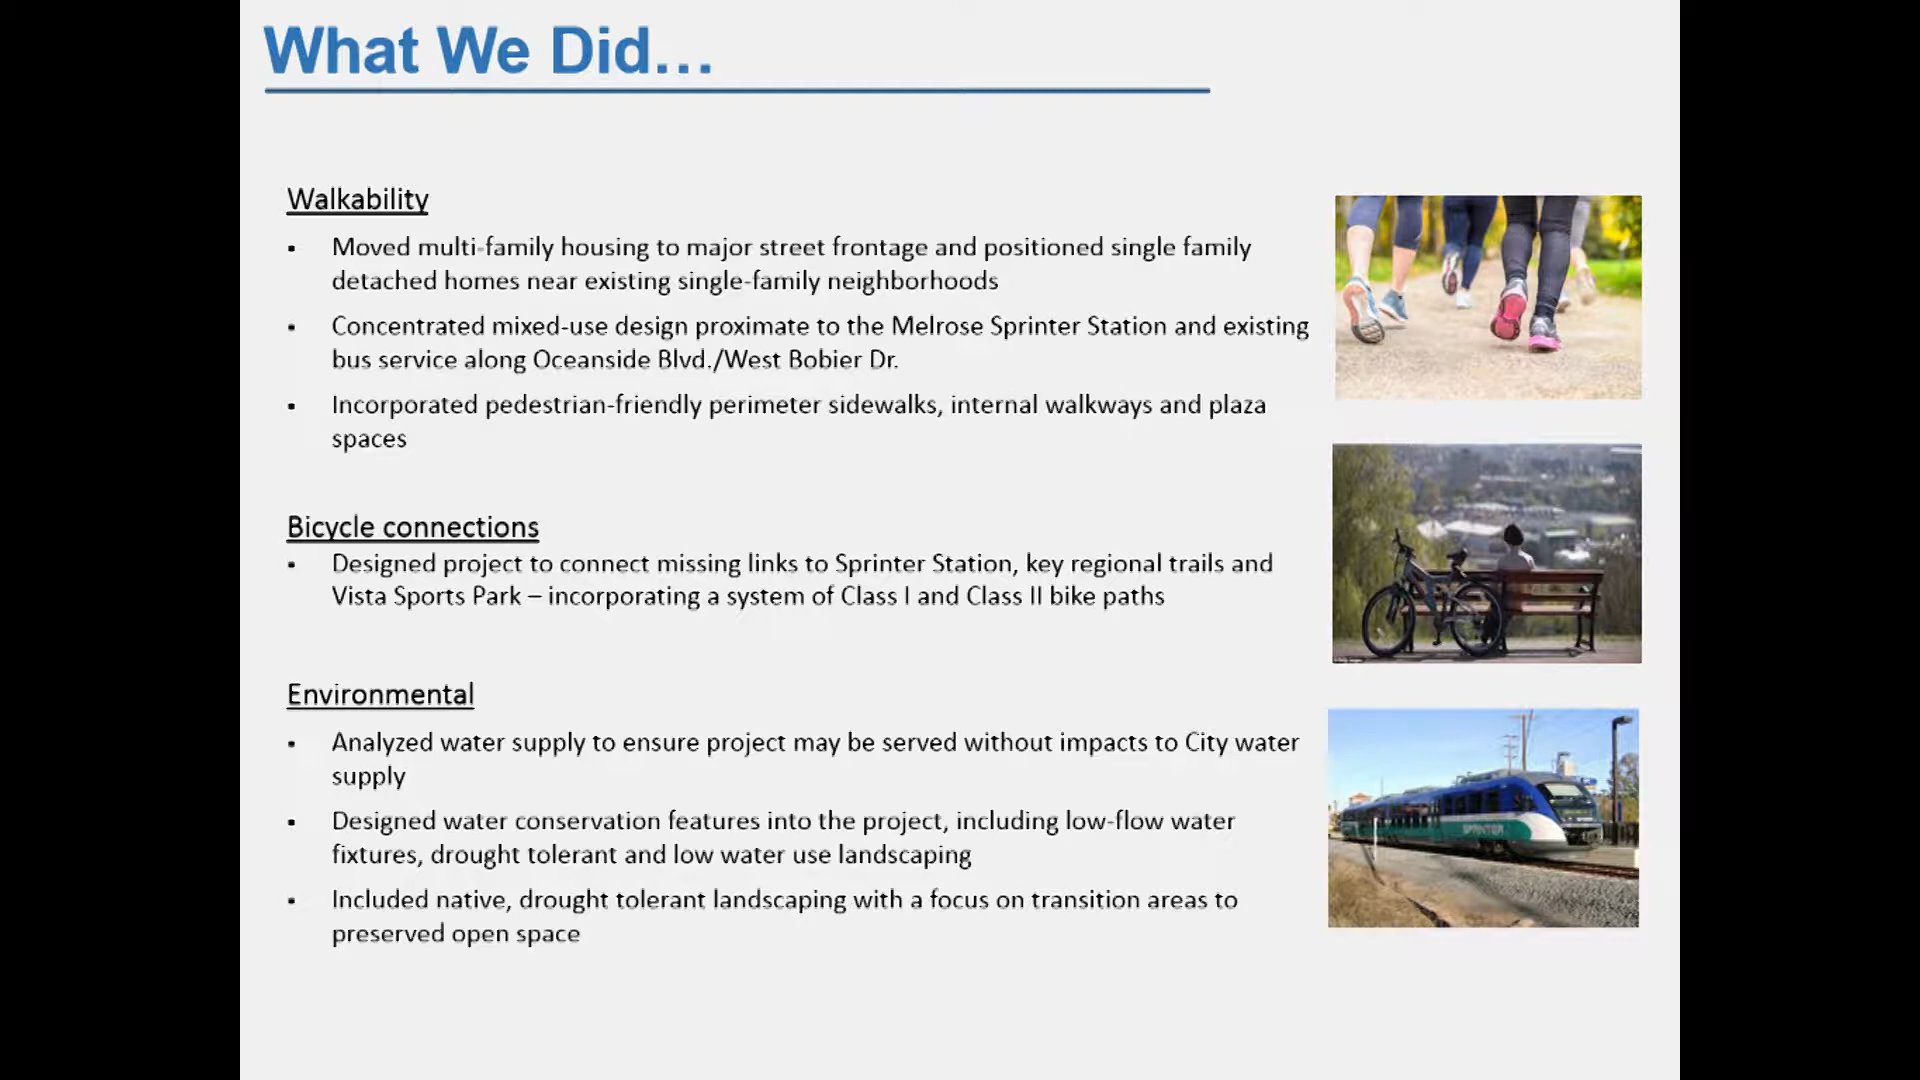 What We Did…
Walkability
▪ Moved multi-family housing to major street frontage and positioned single family
detached homes near existing single-family neighborhoods
▪ Concentrated mixed-use design proximate to the Melrose Sprinter Station and existing
bus service along Oceanside Blvd./West Bobier Dr.
▪ Incorporated pedestrian-friendly perimeter sidewalks, internal walkways and plaza
spaces
Bicycle connections
▪ Designed project to connect missing links to Sprinter Station, key regional trails and
Vista Sports Park – incorporating a system of Class I and Class II bike paths
Environmental
▪ Analyzed water supply to ensure project may be served without impacts to City water
supply
▪ Designed water conservation features into the project, including low-flow water
fixtures, drought tolerant and low water use landscaping
▪ Included native, drought tolerant landscaping with a focus on transition areas to
preserved open space
SPRINTER